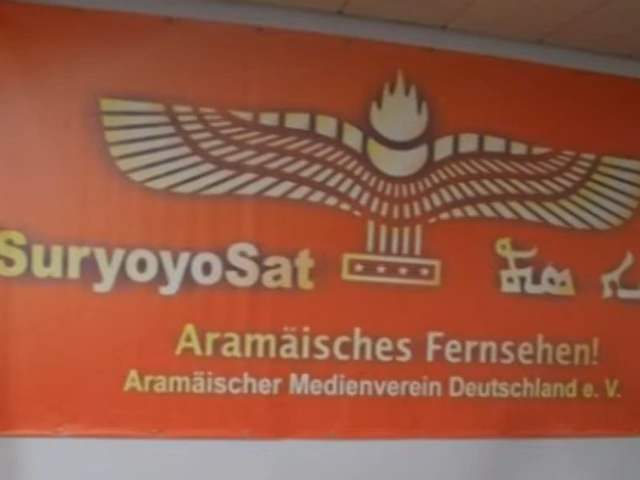 SuryoyoSat
Aramäisches Fernsehen!
Aramäischer Medienverein Deutschland e. V.